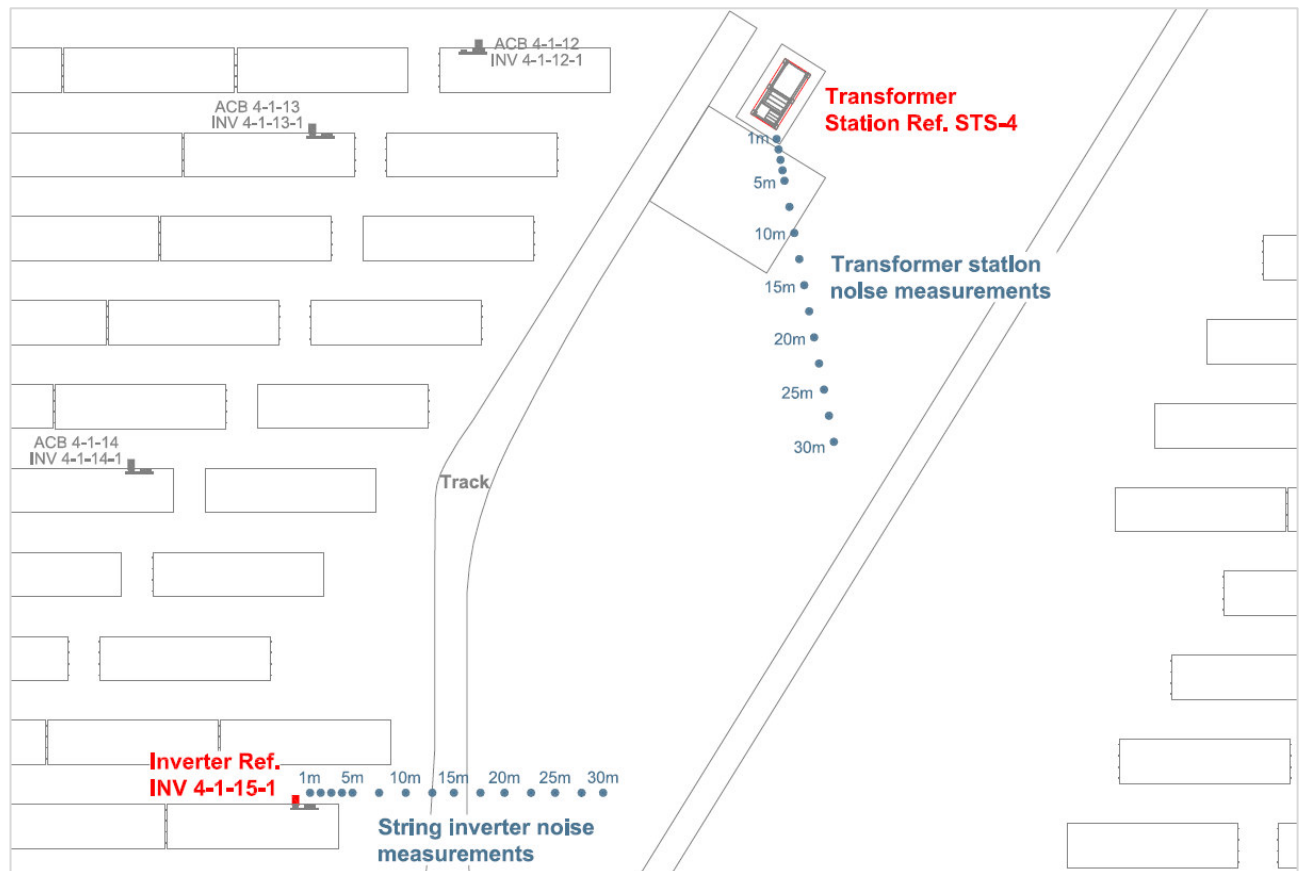 ACB 4-1-12
INV 4-1-12-1
ACB 4-1-13
INV 4-1-13-1
Transformer
Station Ref. STS-4
1m
5m
10m
Transformer station
noise measurements
15m
20m
25m
30m
ACB 4-1-14
INV 4-1-14-1
Track
Inverter Ref.
INV 4-1-15-1
1m 5m 10m 15m 20m 25m 30m
String inverter noise
measurements